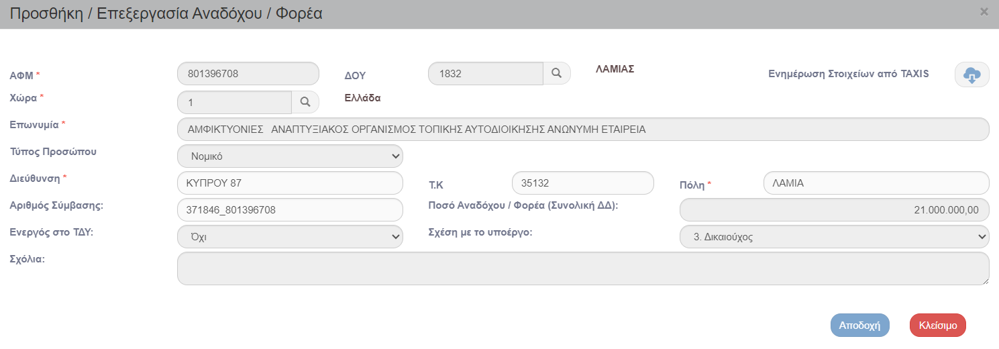 Προσθήκη / Επεξεργασία Αναδόχου / Φορέα ×
ΑΦΜ * 801396708 ΔΟΥ 1832 ΛΑΜΙΑΣ Ενημέρωση Στοιχείων από TAXIS
Χώρα * 1 Ελλάδα
Επωνυμία * ΑΜΦΙΚΤΥΟΝΙΕΣ ΑΝΑΠΤΥΞΙΑΚΟΣ ΟΡΓΑΝΙΣΜΟΣ ΤΟΠΙΚΗΣ ΑΥΤΟΔΙΟΙΚΗΣΗΣ ΑΝΩΝΥΜΗ ΕΤΑΙΡΕΙΑ
Τύπος Προσώπου Νομικό
Διεύθυνση * ΚΥΠΡΟΥ 87 Τ.Κ 35132 Πόλη * ΛΑΜΙΑ
Αριθμός Σύμβασης: 371846_801396708 Ποσό Αναδόχου / Φορέα (Συνολική ΔΔ): 21.000.000,00
Ενεργός στο ΤΔΥ: Όχι Σχέση με το υποέργο: 3. Δικαιούχος
Σχόλια:
Αποδοχή Κλείσιμο